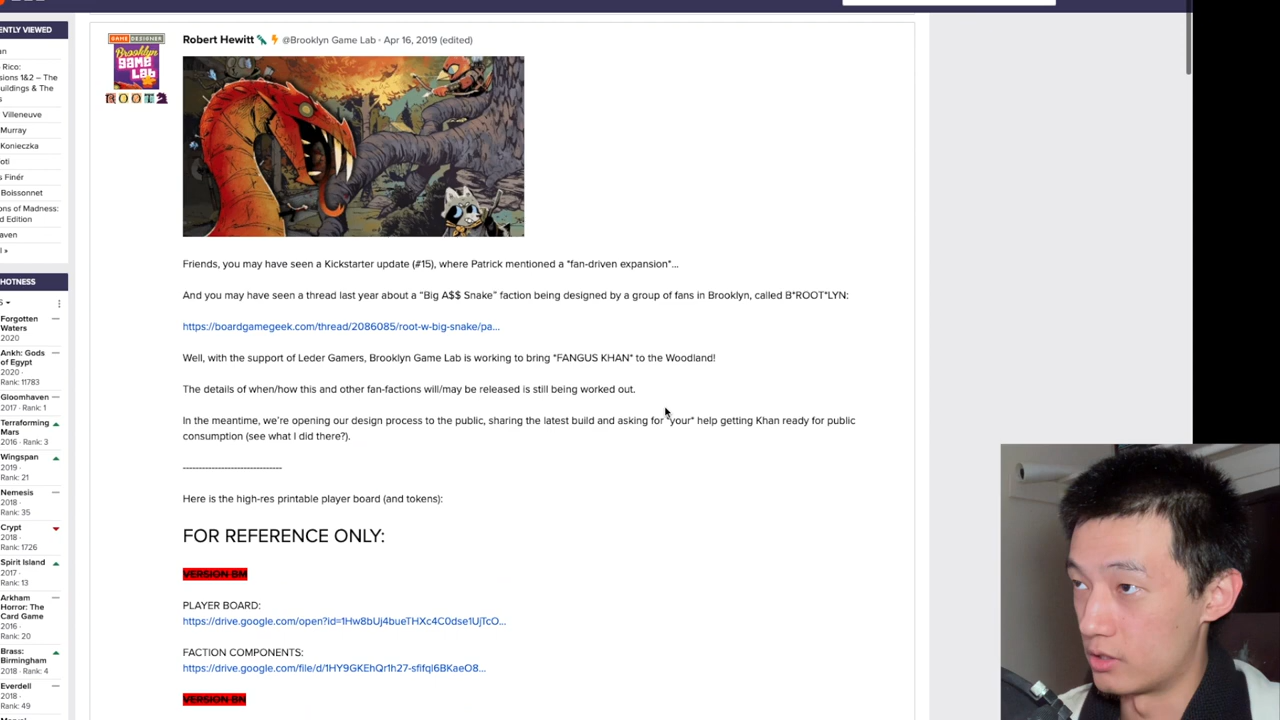 ENTLY VIEWED
n
Rico:
sions 1&2 – The
uildings & The
s
Villeneuve
Murray
Konieczka
oti
s Finér
Boissonnet
ons of Madness:
d Edition
aven
l »
HOTNESS
Forgotten
Waters
2020
Ankh: Gods
of Egypt
2020
Rank: 11783
Gloomhaven
2017 · Rank: 1
Terraforming
Mars
2016 · Rank: 3
Wingspan
2019
Rank: 21
Nemesis
2018
Rank: 35
Crypt
2018
Rank: 1726
Spirit Island
2017
Rank: 13
Arkham
Horror: The
Card Game
2016
Rank: 20
Brass:
Birmingham
2018 · Rank: 4
Everdell
2018
Rank: 49
GAME DESIGNER
Brooklyn
game
Lab
ROOT
Robert Hewitt @Brooklyn Game Lab · Apr 16, 2019 (edited)
Friends, you may have seen a Kickstarter update (#15), where Patrick mentioned a *fan-driven expansion*...
And you may have seen a thread last year about a "Big A$$ Snake" faction being designed by a group of fans in Brooklyn, called B*ROOT*LYN:
https://boardgamegeek.com/thread/2086085/root-w-big-snake/pa...
Well, with the support of Leder Gamers, Brooklyn Game Lab is working to bring *FANGUS KHAN* to the Woodland!
The details of when/how this and other fan-factions will/may be released is still being worked out.
In the meantime, we're opening our design process to the public, sharing the latest build and asking for *your* help getting Khan ready for public
consumption (see what I did there?).
------------------------------
Here is the high-res printable player board (and tokens):
FOR REFERENCE ONLY:
VERSION BM
PLAYER BOARD:
https://drive.google.com/open?id=1Hw8bUj4bueTHXc4C0dse1UjTcO...
FACTION COMPONENTS:
https://drive.google.com/file/d/1HY9GKEhQr1h27-sfifql6BKaeO8...
VERSION BN